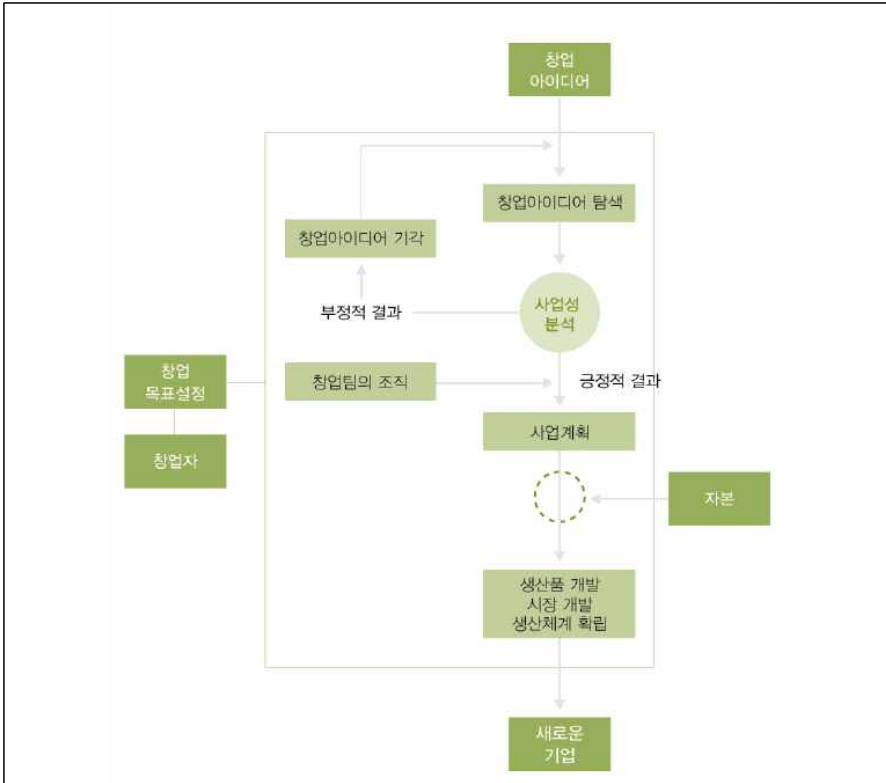 창업
아이디어
창업아이디어 탐색
창업아이디어 기각
부정적 결과
사업성
분석
창업
목표설정
창업팀의 조직
긍정적 결과
사업계획
창업자
자본
생산품 개발
시장 개발
생산체계 확립
새로운
기업